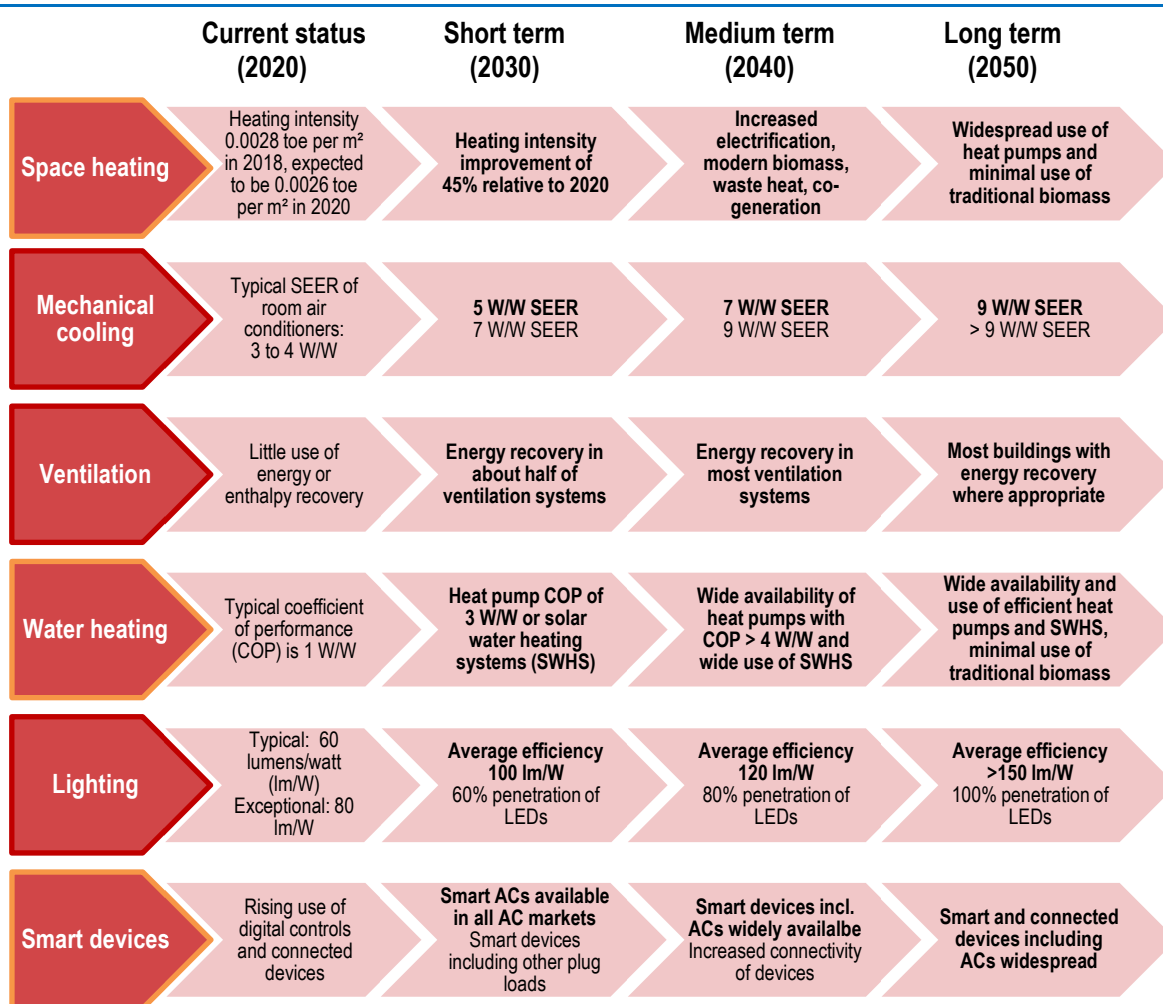 Current status
(2020)
Short term
(2030)
Medium term
(2040)
Long term
(2050)
Space heating
Heating intensity
0.0028 toe per m²
in 2018, expected
to be 0.0026 toe
per m² in 2020
Heating intensity
improvement of
45% relative to 2020
Increased
electrification,
modern biomass,
waste heat, co-
generation
Widespread use of
heat pumps and
minimal use of
traditional biomass
Mechanical
cooling
Typical SEER of
room air
conditioners:
3 to 4 W/W
5 W/W SEER
7 W/W SEER
7 W/W SEER
9 W/W SEER
9 W/W SEER
> 9 W/W SEER
Ventilation
Little use of
energy or
enthalpy recovery
Energy recovery in
about half of
ventilation systems
Energy recovery in
most ventilation
systems
Most buildings with
energy recovery
where appropriate
Water heating
Typical coefficient
of performance
(COP) is 1 W/W
Heat pump COP of
3 W/W or solar
water heating
systems (SWHS)
Wide availability of
heat pumps with
COP > 4 W/W and
wide use of SWHS
Wide availability and
use of efficient heat
pumps and SWHS,
minimal use of
traditional biomass
Lighting
Typical: 60
lumens/watt
(lm/W)
Exceptional: 80
lm/W
Average efficiency
100 lm/W
60% penetration of
LEDs
Average efficiency
120 lm/W
80% penetration of
LEDs
Average efficiency
>150 lm/W
100% penetration of
LEDs
Smart devices
Rising use of
digital controls
and connected
devices
Smart ACs available
in all AC markets
Smart devices
including other plug
loads
Smart devices incl.
ACs widely availalbe
Increased connectivity
of devices
Smart and connected
devices including
ACs widespread